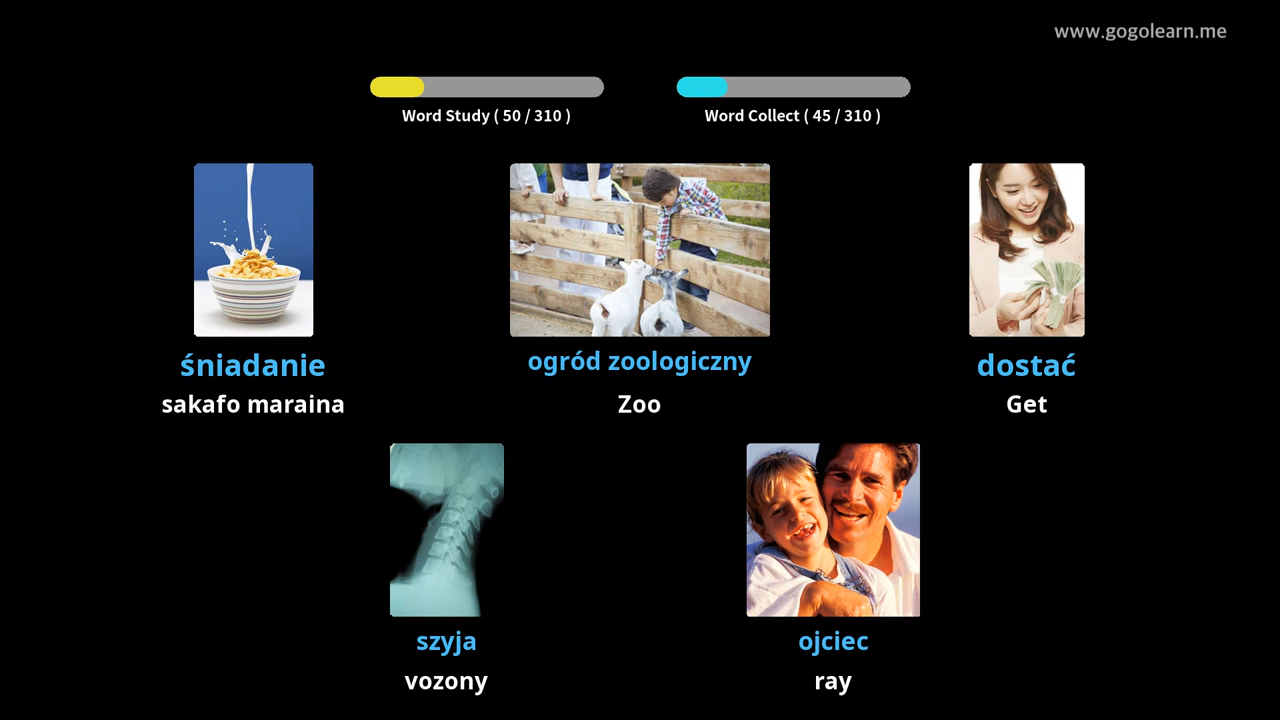 www.gogolearn.me
Word Study ( 50 / 310 )
Word Collect ( 45 / 310 )
śniadanie
sakafo maraina
ogród zoologiczny
Zoo
dostać
Get
szyja
vozony
ojciec
ray